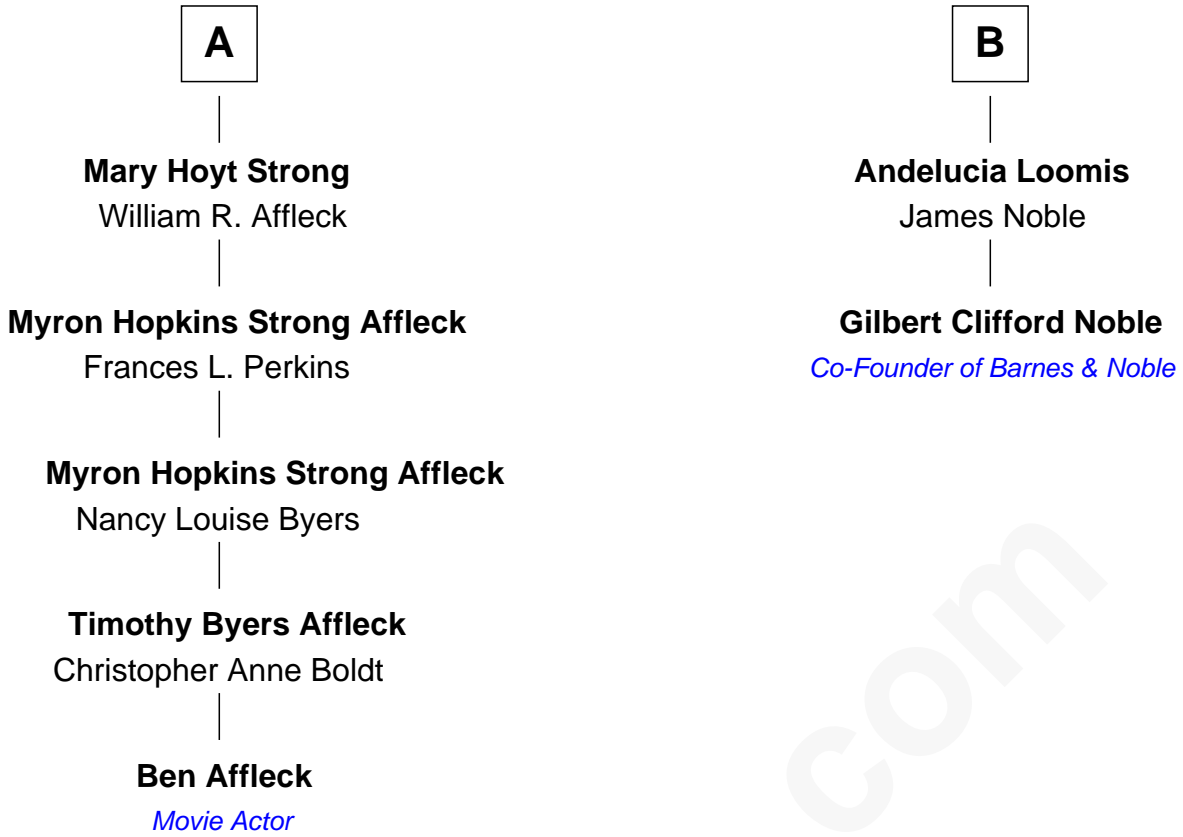 A
Mary Hoyt Strong
William R. Affleck
Myron Hopkins Strong Affleck
Frances L. Perkins
Myron Hopkins Strong Affleck
Nancy Louise Byers
Timothy Byers Affleck
Christopher Anne Boldt
Ben Affleck
Movie Actor
B
Andelucia Loomis
James Noble
Gilbert Clifford Noble
Co-Founder of Barnes & Noble
com